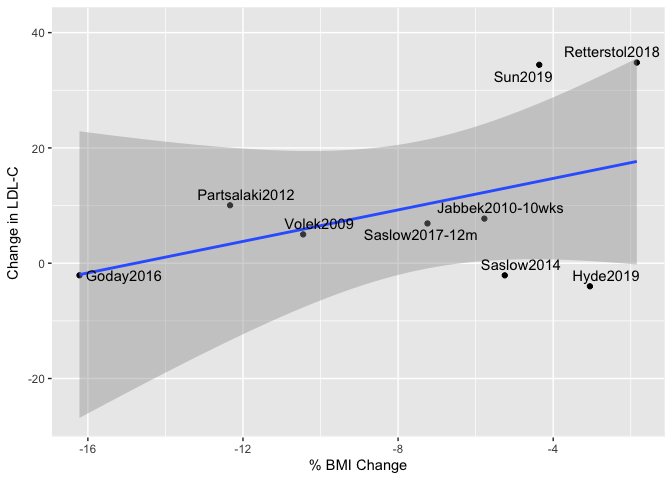 40
Retterstol2018
Sun2019
20
Partsalaki2012
Jabbek2010-10wks
Volek2009
Saslow2017-12m
0
Saslow2014
Goday2016
Hyde2019
-20
-16
-12
-8
-4
% BMI Change
Change in LDL-C